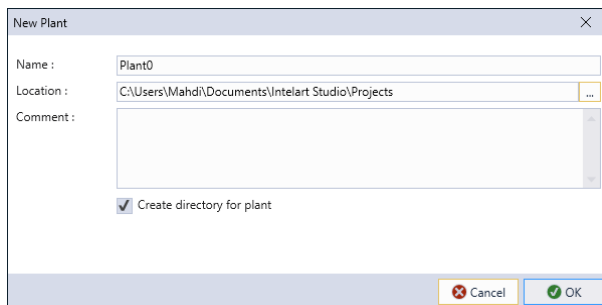 New Plant
Name : Plant0
Location : C:\Users\Mahdi\Documents\Intelart Studio\Projects ...
Comment :
Create directory for plant
Cancel OK